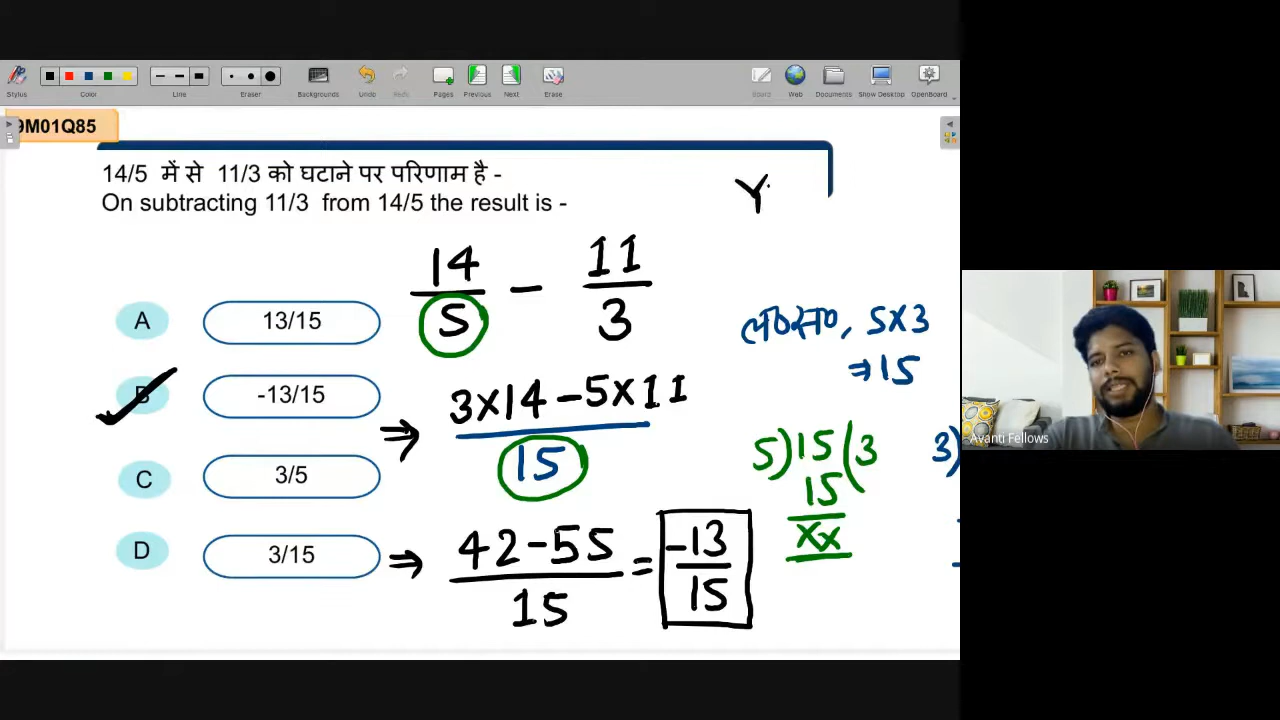 Stylus
Color
Line
Eraser
Backgrounds
Undo
Redo
Pages
Previous
Next
Erase
Board
Web
Documents
Show Desktop
OpenBoard
9M01Q85
14/5 में से 11/3 को घटाने पर परिणाम है -
On subtracting 11/3 from 14/5 the result is -
Y
14/5 - 11/3
A 13/15
ल०स०, 5×3
⇒15
B -13/15
⇒ 3×14-5×11
15
C 3/5
5)15(3
15
××
3)
D 3/15
⇒ 42-55/15 = -13/15
Avanti Fellows